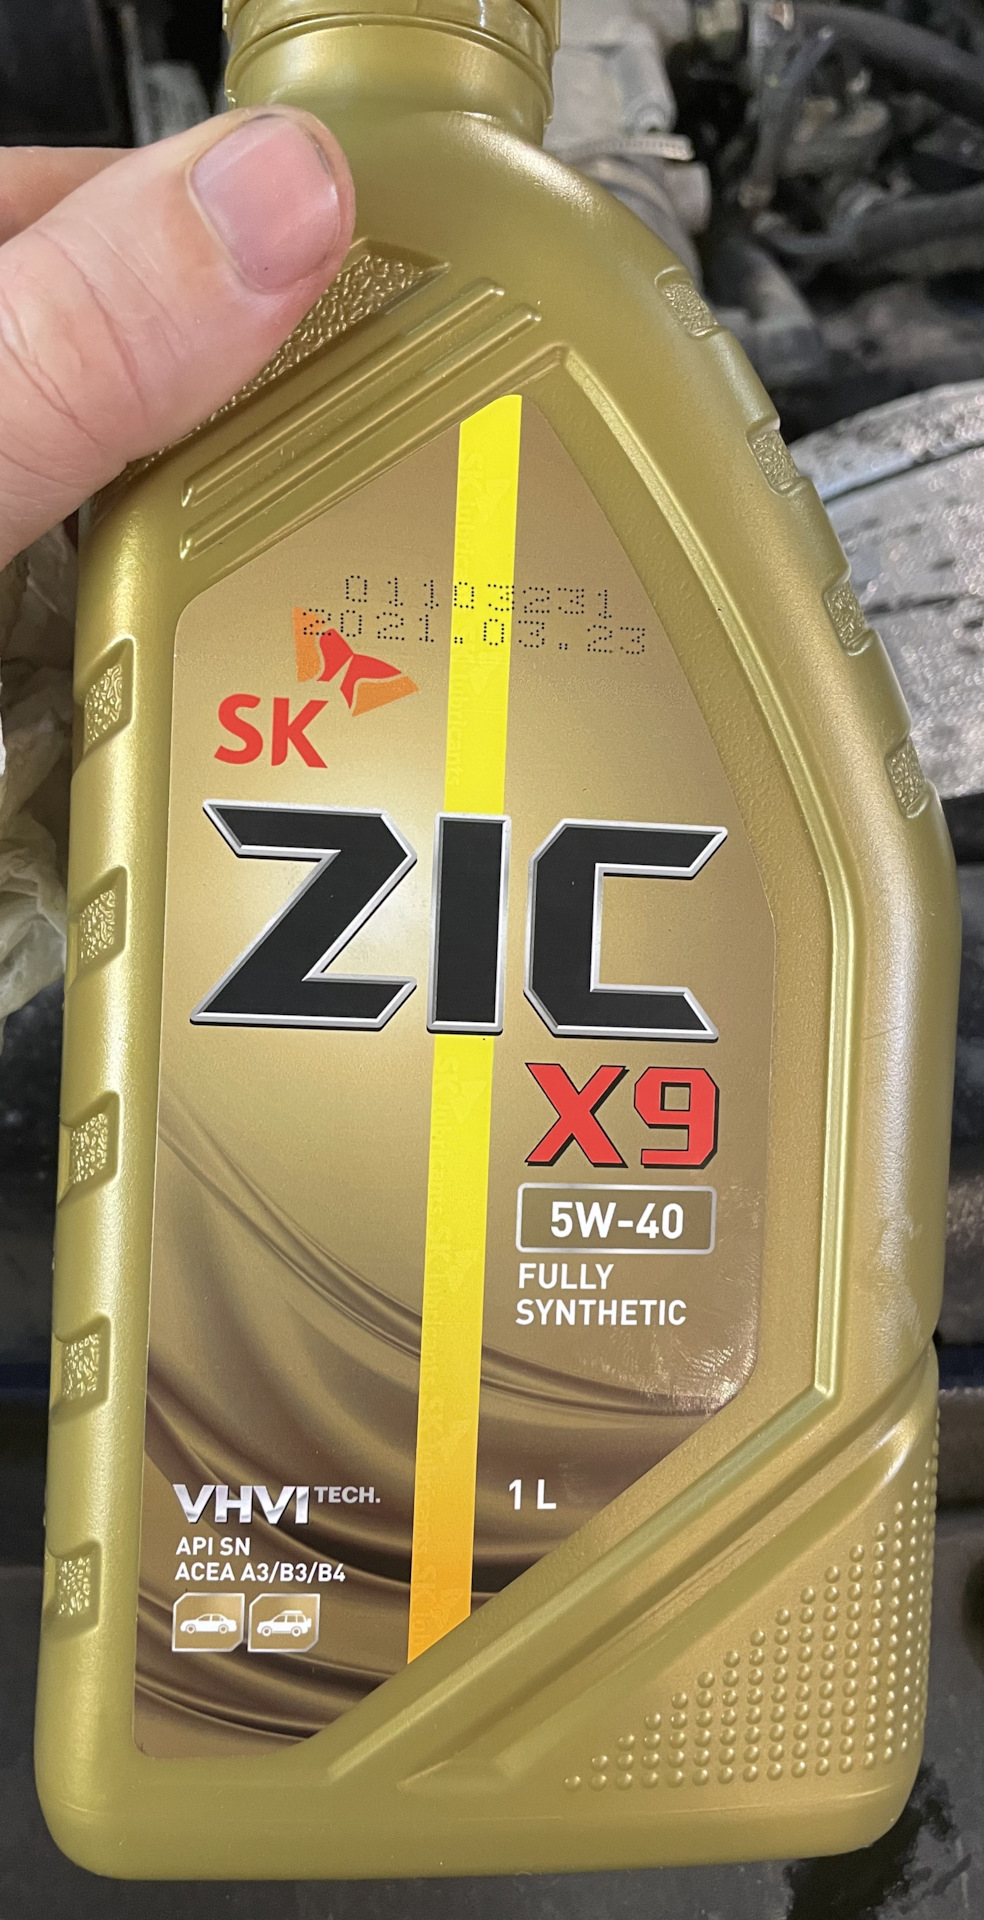 01103231
2021.03.23
SK
ZIC
X9
5W-40
FULLY
SYNTHETIC
VHVI TECH.
1 L
API SN
ACEA A3/B3/B4